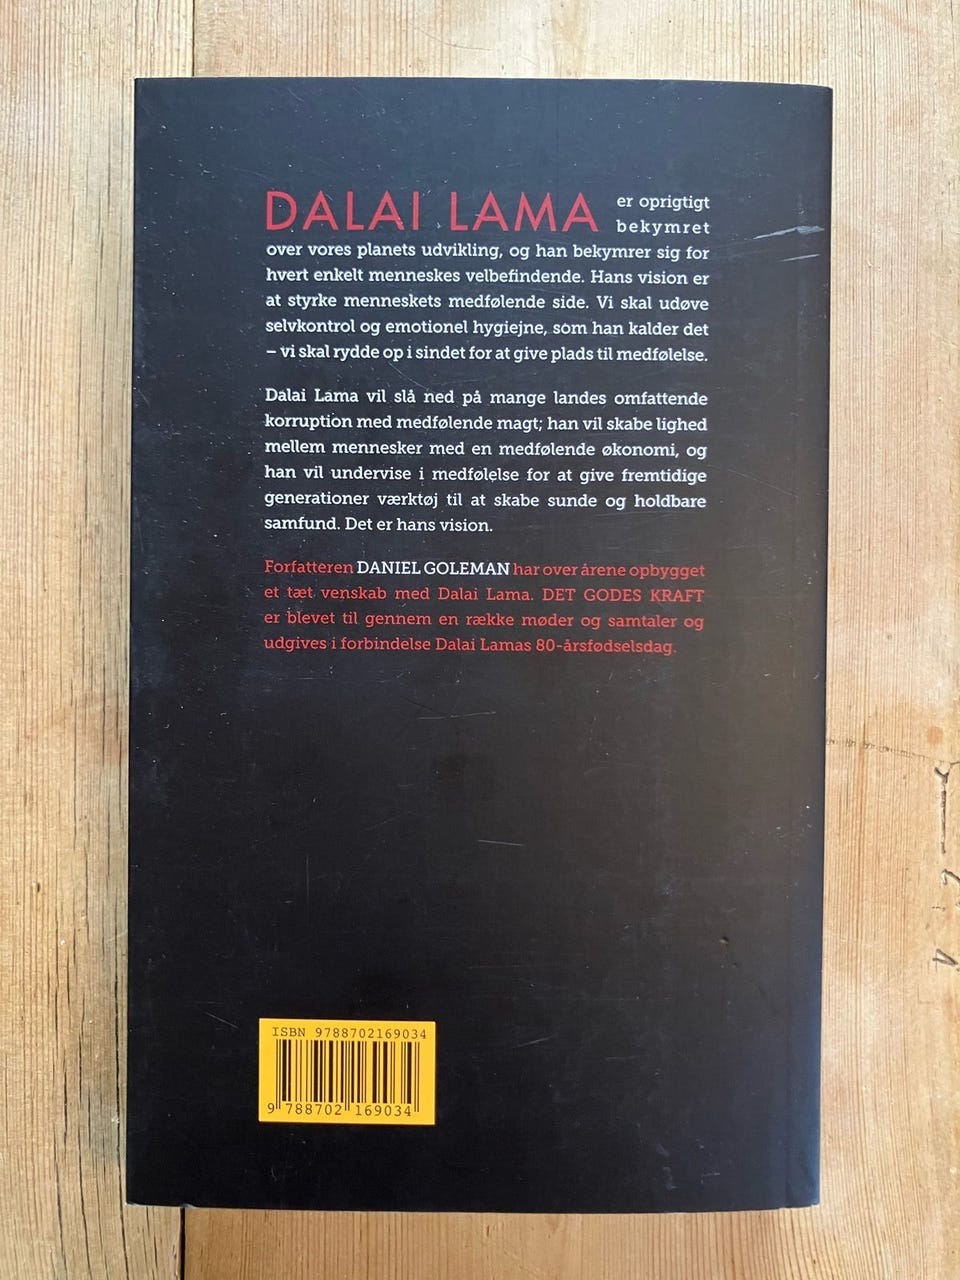 DALAI LAMA er oprigtigt
bekymret
over vores planets udvikling, og han bekymrer sig for
hvert enkelt menneskes velbefindende. Hans vision er
at styrke menneskets medfølende side. Vi skal udøve
selvkontrol og emotionel hygiejne, som han kalder det
– vi skal rydde op i sindet for at give plads til medfølelse.
Dalai Lama vil slå ned på mange landes omfattende
korruption med medfølende magt; han vil skabe lighed
mellem mennesker med en medfølende økonomi, og
han vil undervise i medfølelse for at give fremtidige
generationer værktøj til at skabe sunde og holdbare
samfund. Det er hans vision.
Forfatteren DANIEL GOLEMAN har over årene opbygget
et tæt venskab med Dalai Lama. DET GODES KRAFT
er blevet til gennem en række møder og samtaler og
udgives i forbindelse Dalai Lamas 80-årsfødselsdag.
ISBN 9788702169034
9 788702 169034